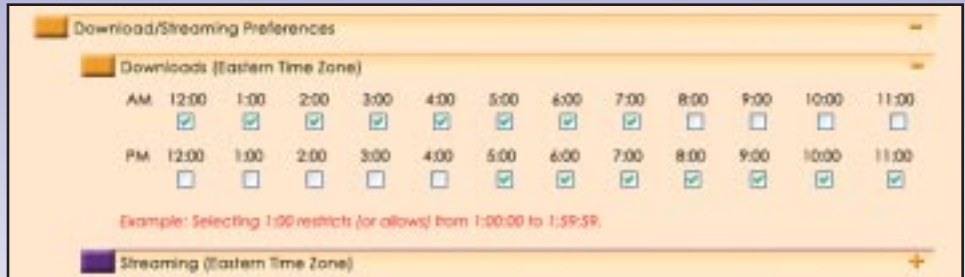 Download/Streaming Preferences
Downloads (Eastern Time Zone)
AM 12:00 1:00 2:00 3:00 4:00 5:00 6:00 7:00 8:00 9:00 10:00 11:00
PM 12:00 1:00 2:00 3:00 4:00 5:00 6:00 7:00 8:00 9:00 10:00 11:00
Example: Selecting 1:00 restricts (or allows) from 1:00:00 to 1:59:59.
Streaming (Eastern Time Zone)